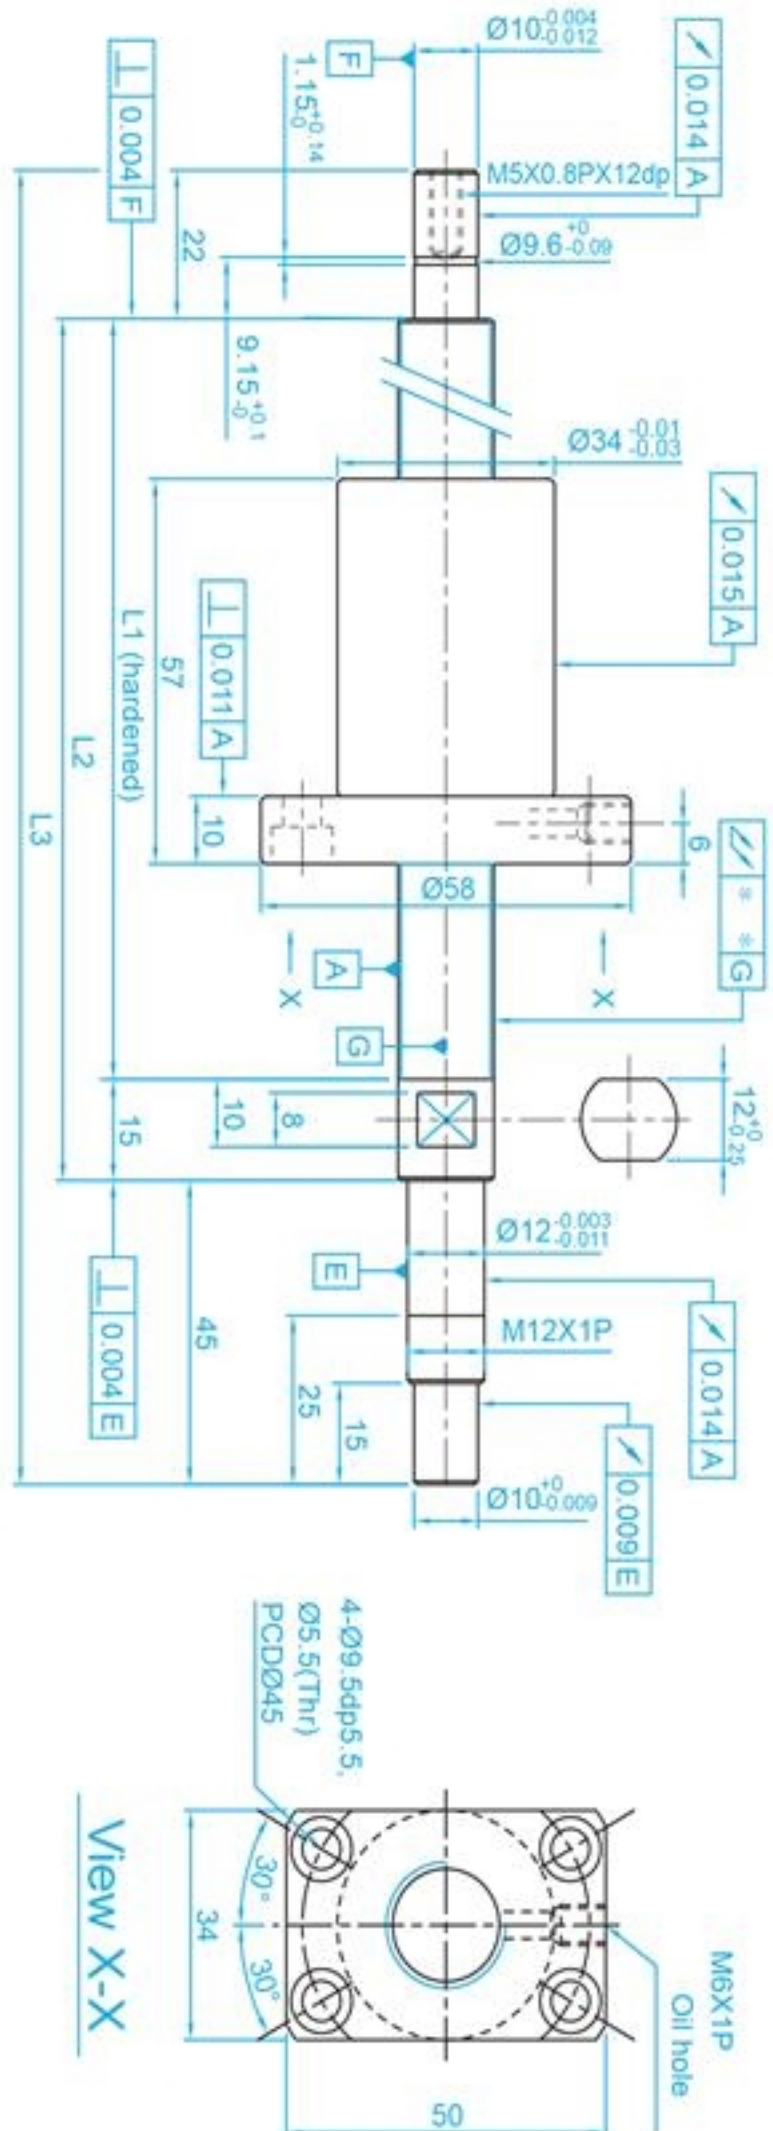 Ø10 -0.004 -0.012
0.014 A
F
1.15 +0.14 -0
0.004 F
M5X0.8PX12dp
Ø9.6 +0 -0.09
22
9.15 +0.1 -0
Ø34 -0.01 -0.03
0.015 A
L1 (hardened)
57
0.011 A
L2
L3
10
6
Ø58
* * G
A
X
X
G
12 +0 -0.25
15
10
8
Ø12 -0.003 -0.011
E
0.004 E
45
M12X1P
0.014 A
25
15
0.009 E
Ø10 +0 -0.009
4-Ø9.5dp5.5,
Ø5.5(Thr)
PCDØ45
View X-X
30°
30°
34
M6X1P
Oil hole
50